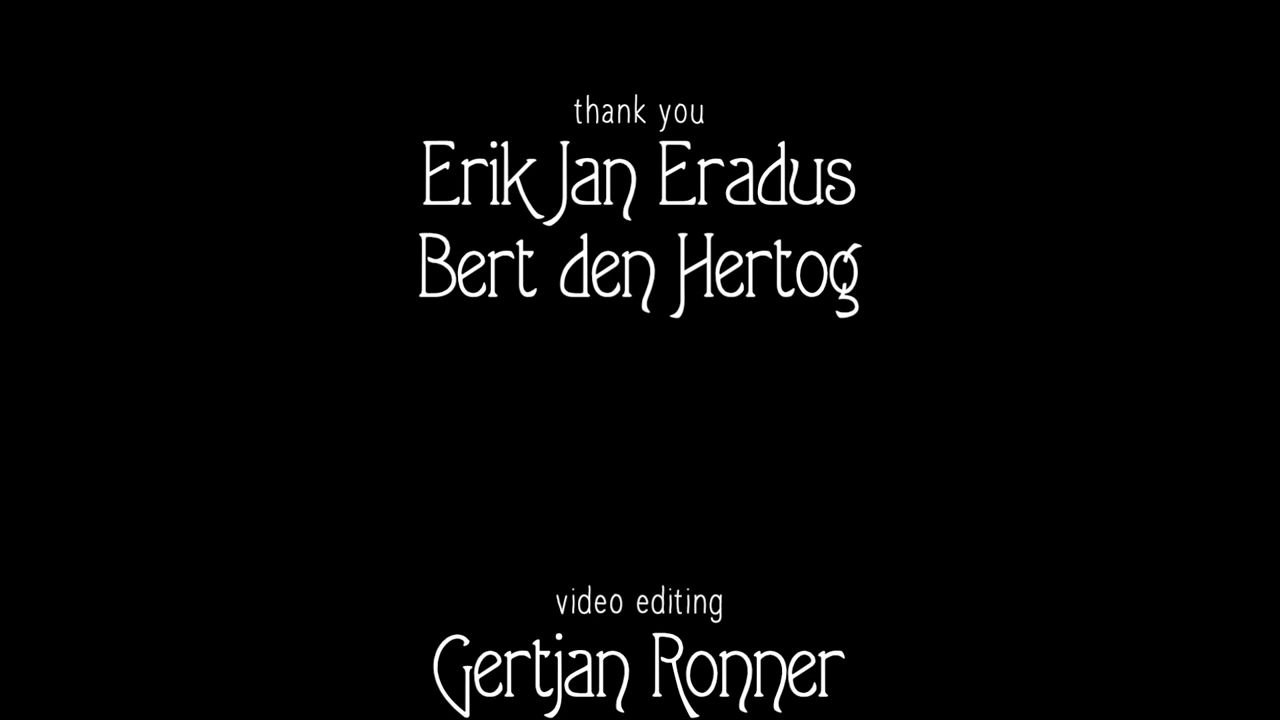 thank you
Erik Jan Eradus
Bert den Hertog
video editing
Gertjan Ronner